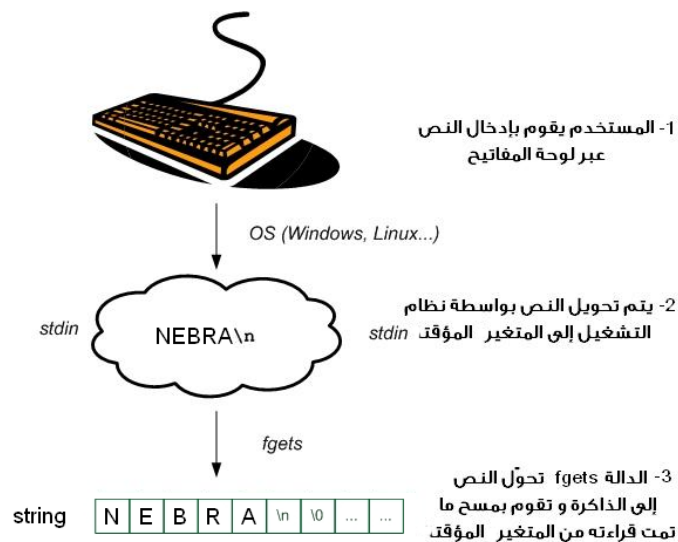 1- المستخدم يقوم بإدخال النص
عبر لوحة المفاتيح
OS (Windows, Linux...)
stdin
NEBRA\n
2- يتم تحويل النص بواسطة نظام
التشغيل إلى المتغير المؤقت stdin
fgets
3- الدالة fgets تحوّل النص
إلى الذاكرة و تقوم بمسح ما
تمت قراءته من المتغير المؤقت
string N E B R A \n \0 ... ...